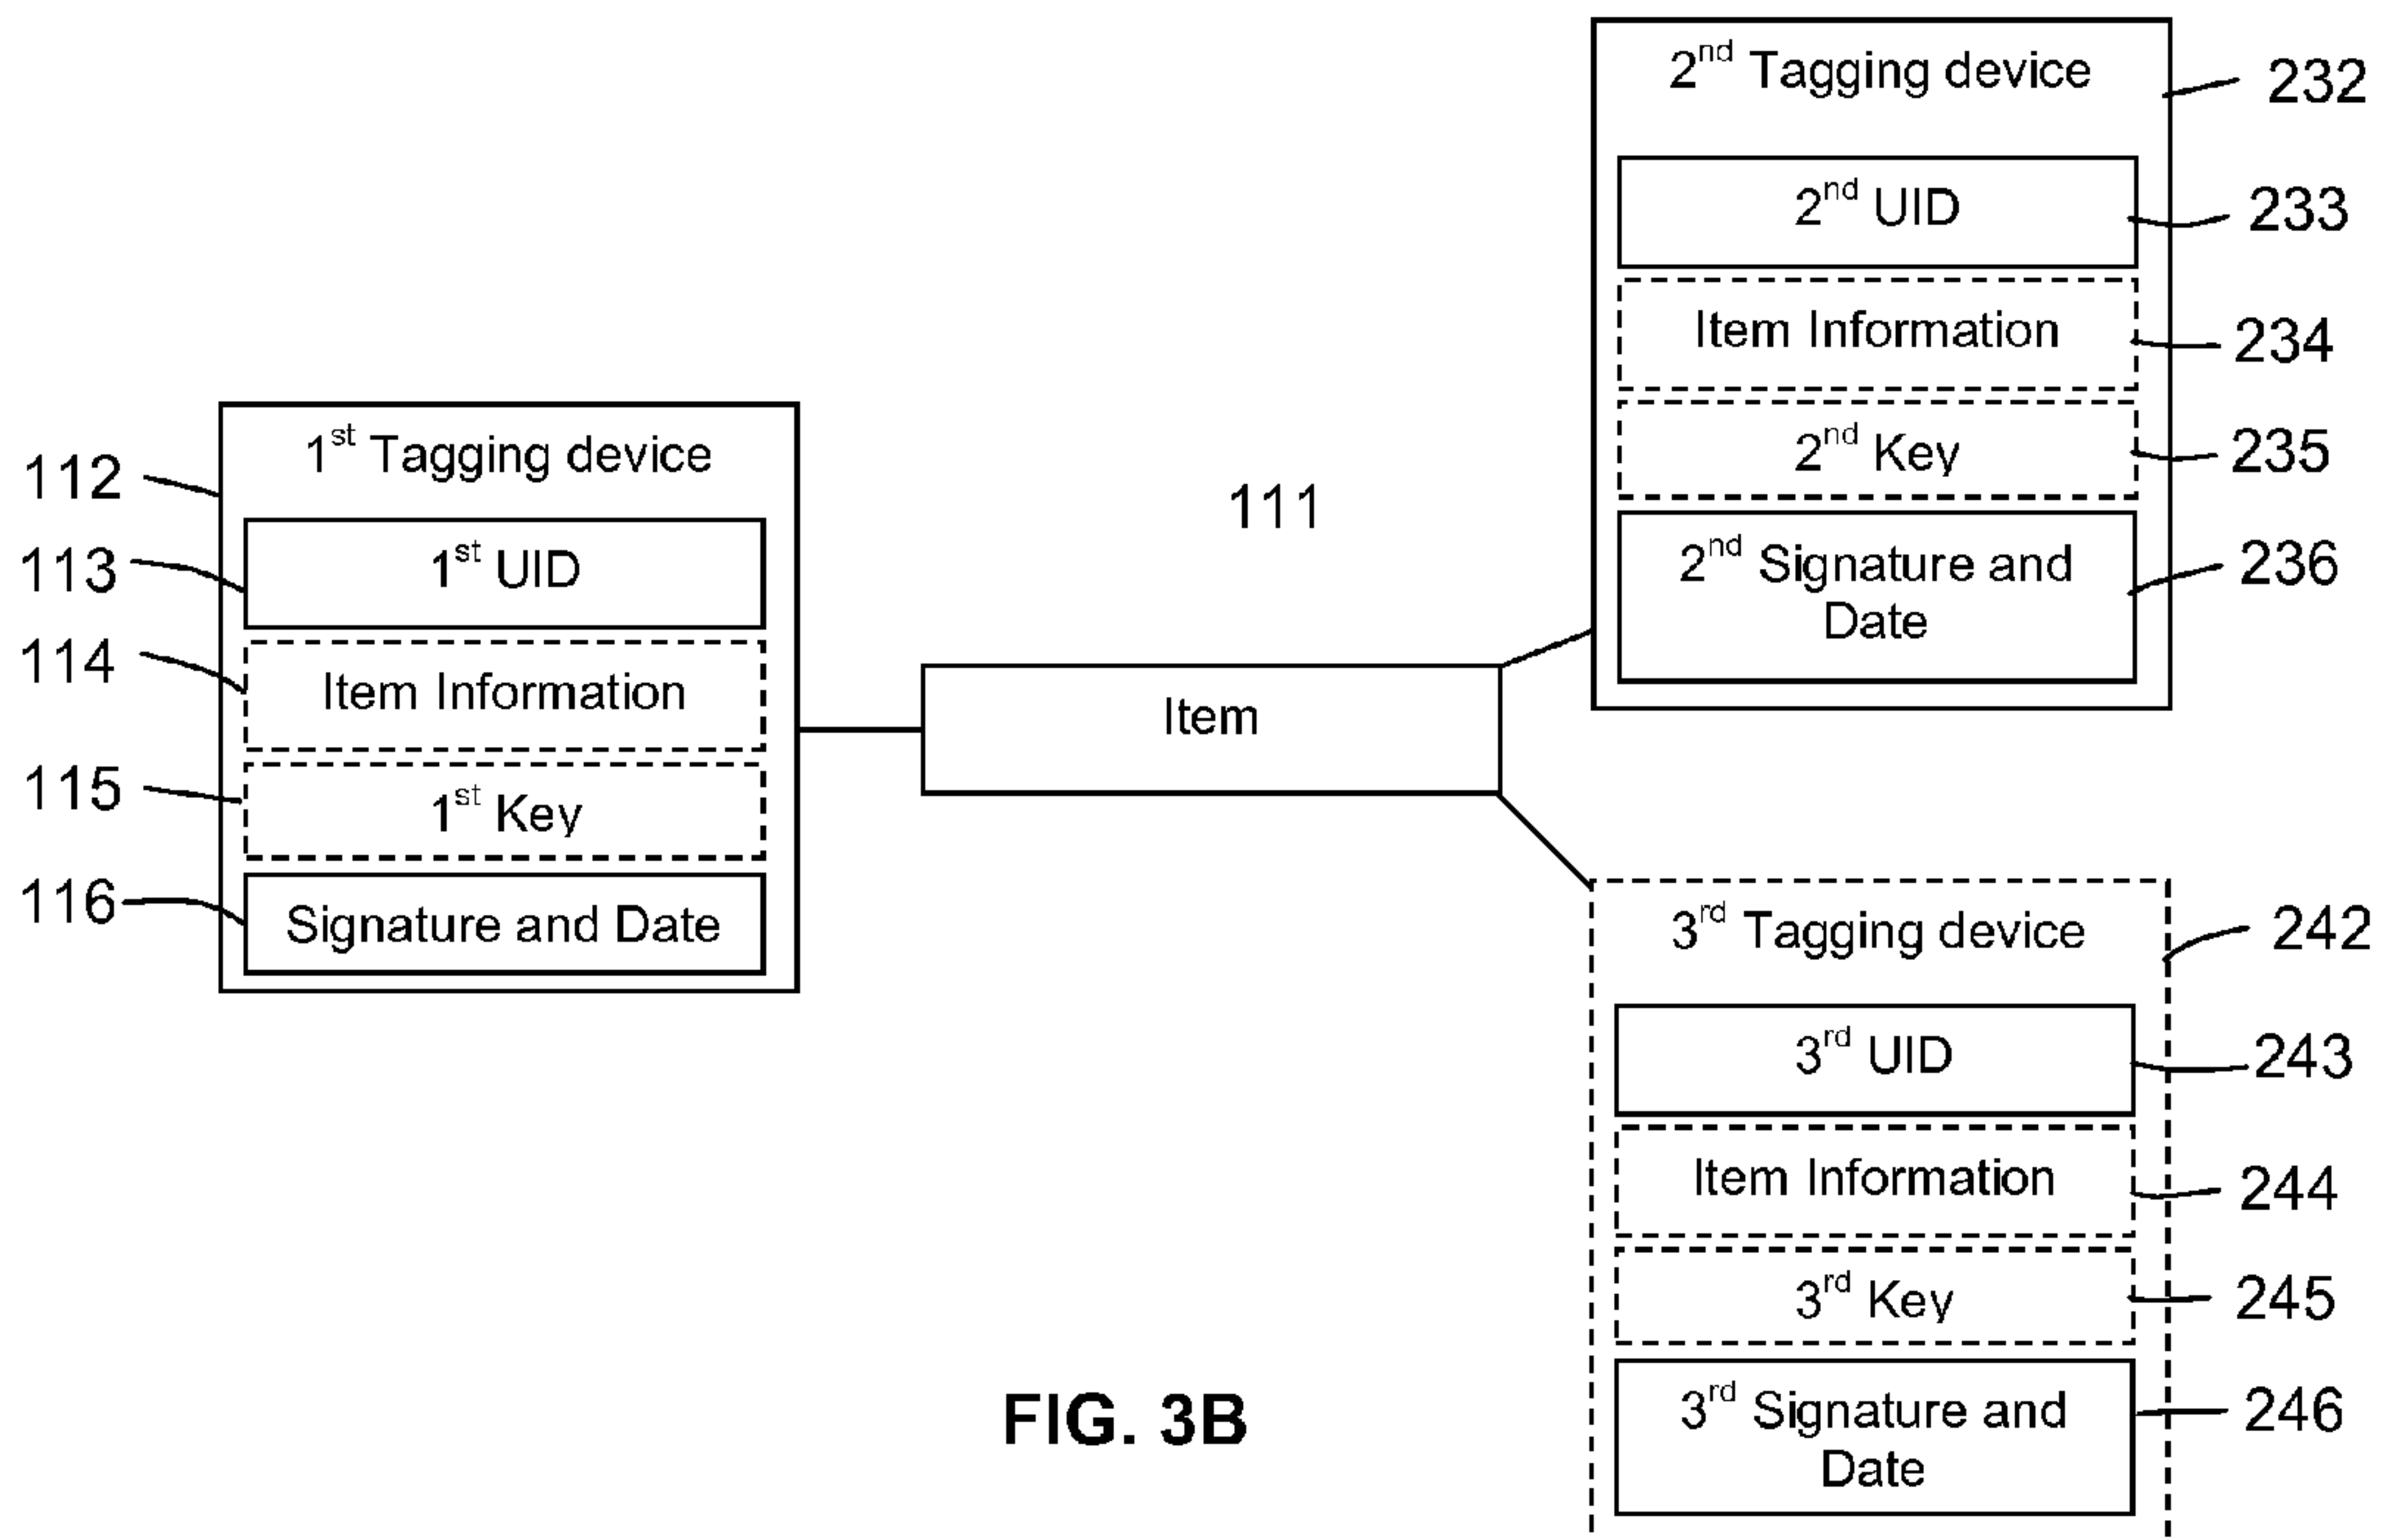 1st Tagging device
112
1st UID
113
Item Information
114
1st Key
115
Signature and Date
116
111
Item
2nd Tagging device
232
2nd UID
233
Item Information
234
2nd Key
235
2nd Signature and
Date
236
3rd Tagging device
242
3rd UID
243
Item Information
244
3rd Key
245
3rd Signature and
Date
246
FIG. 3B